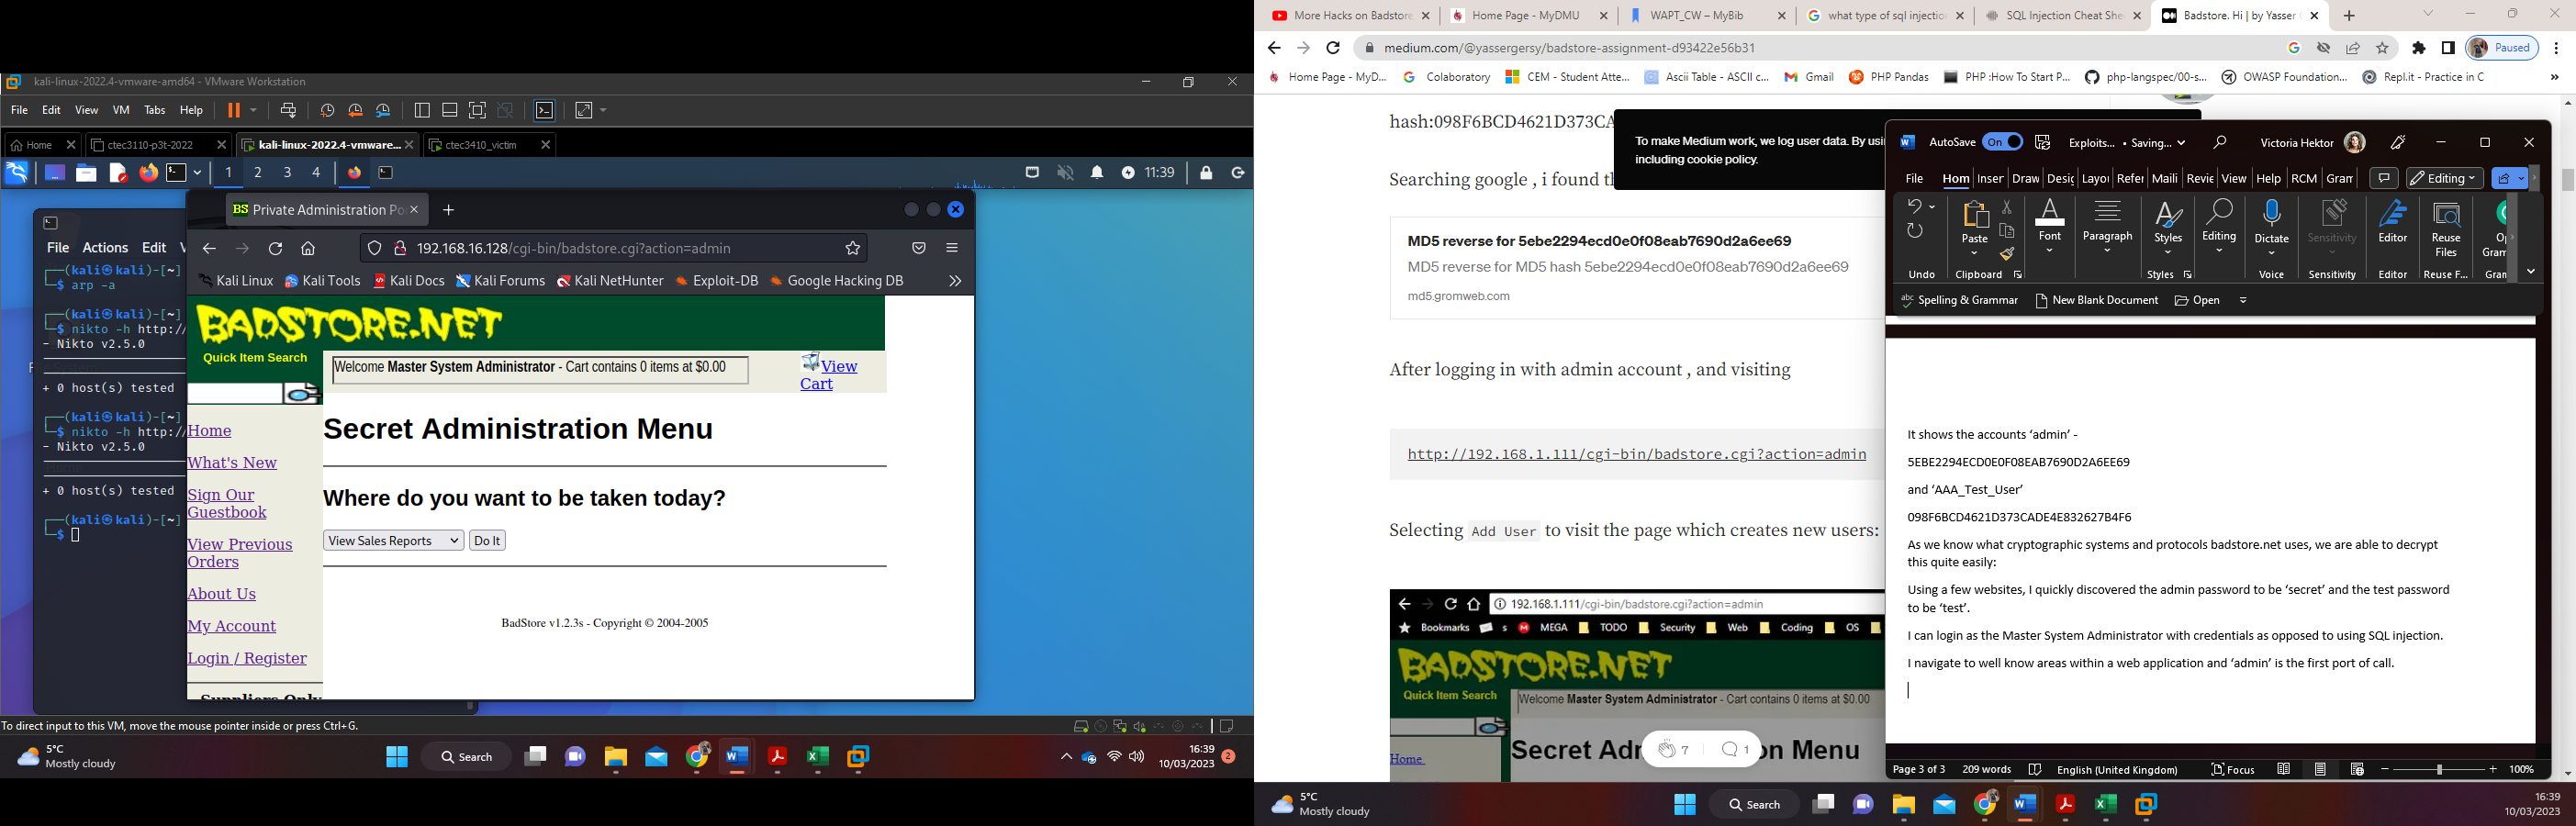 kali-linux-2022.4-vmware-amd64 - VMware Workstation
File Edit View VM Tabs Help
Home ctec3110-p3t-2022 kali-linux-2022.4-vmware... ctec3410_victim
1 2 3 4 11:39
File Actions Edit
(kali㉿kali)-[~]
$ arp -a
(kali㉿kali)-[~]
$ nikto -h http://
- Nikto v2.5.0
+ 0 host(s) tested
(kali㉿kali)-[~]
$ nikto -h http://
- Nikto v2.5.0
+ 0 host(s) tested
(kali㉿kali)-[~]
$
BS Private Administration Po
192.168.16.128/cgi-bin/badstore.cgi?action=admin
Kali Linux Kali Tools Kali Docs Kali Forums Kali NetHunter Exploit-DB Google Hacking DB
BADSTORE.NET
Quick Item Search
Welcome Master System Administrator - Cart contains 0 items at $0.00
View
Cart
Home
What's New
Sign Our
Guestbook
View Previous
Orders
About Us
My Account
Login / Register
Suppliers Only
Secret Administration Menu
Where do you want to be taken today?
View Sales Reports Do It
BadStore v1.2.3s - Copyright © 2004-2005
To direct input to this VM, move the mouse pointer inside or press Ctrl+G.
5°C
Mostly cloudy
Search
16:39
10/03/2023
2
More Hacks on Badstore Home Page - MyDMU WAPT_CW – MyBib what type of sql injectio SQL Injection Cheat She Badstore. Hi | by Yasser
medium.com/@yassergersy/badstore-assignment-d93422e56b31
Paused
Home Page - MyD... Colaboratory CEM - Student Atte... Ascii Table - ASCII c... Gmail PHP Pandas PHP :How To Start P... php-langspec/00-s... OWASP Foundation... Repl.it - Practice in C
hash:098F6BCD4621D373CA
To make Medium work, we log user data. By usi
including cookie policy.
Searching google , i found th
MD5 reverse for 5ebe2294ecd0e0f08eab7690d2a6ee69
MD5 reverse for MD5 hash 5ebe2294ecd0e0f08eab7690d2a6ee69
md5.gromweb.com
After logging in with admin account , and visiting
http://192.168.1.111/cgi-bin/badstore.cgi?action=admin
Selecting Add User to visit the page which creates new users:
192.168.1.111/cgi-bin/badstore.cgi?action=admin
Bookmarks s MEGA TODO Security Web Coding OS
BADSTORE.NET
Quick Item Search
Welcome Master System Administrator - Cart contains 0 items at $0.00
Home
Secret Adm on Menu
7 1
AutoSave On Exploits... • Saving... Victoria Hektor
File Hom Inser Draw Desig Layou Refer Maili Revie View Help RCM Gram Editing
Paste Font Paragraph Styles Editing Dictate Sensitivity Editor Reuse
Files
Gram
Undo Clipboard Styles Voice Sensitivity Editor Reuse F... Gram
Spelling & Grammar New Blank Document Open
It shows the accounts ‘admin’ -
5EBE2294ECD0E0F08EAB7690D2A6EE69
and ‘AAA_Test_User’
098F6BCD4621D373CADE4E832627B4F6
As we know what cryptographic systems and protocols badstore.net uses, we are able to decrypt
this quite easily:
Using a few websites, I quickly discovered the admin password to be ‘secret’ and the test password
to be ‘test’.
I can login as the Master System Administrator with credentials as opposed to using SQL injection.
I navigate to well know areas within a web application and ‘admin’ is the first port of call.
Page 3 of 3 209 words English (United Kingdom) Focus 100%
5°C
Mostly cloudy
Search
16:39
10/03/2023